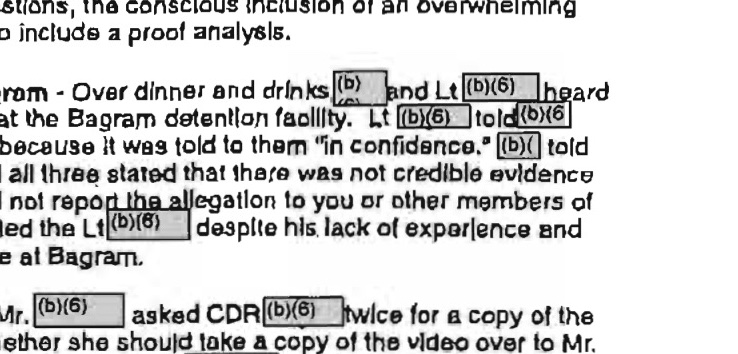 stions, the conscious inclusion of an overwhelming
o include a proof analysis.
ram - Over dinner and drinks (b) and Lt (b)(6) heard
at the Bagram detention facility. Lt (b)(6) told (b)(6
because it was told to them "in confidence." (b)( told
all three stated that there was not credible evidence
not report the allegation to you or other members of
led the Lt (b)(6) despite his lack of experience and
e at Bagram.
Mr. (b)(6) asked CDR (b)(6) twice for a copy of the
ether she should take a copy of the video over to Mr.